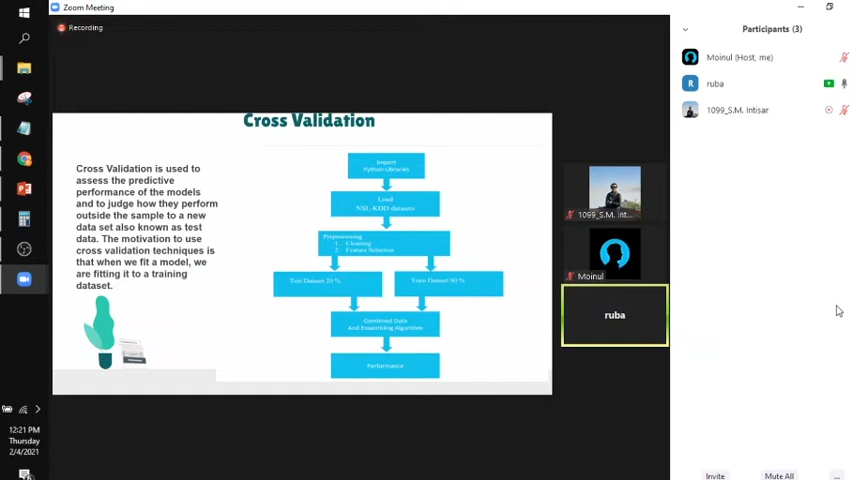 Zoom Meeting
Recording
Cross Validation
Cross Validation is used to
assess the predictive
performance of the models
and to judge how they perform
outside the sample to a new
data set also known as test
data. The motivation to use
cross validation techniques is
that when we fit a model, we
are fitting it to a training
dataset.
Import
Python Libraries
Load
NSL-KDD datasets
Preprocessing
1. Cleaning
2. Feature Selection
Test Dataset 20 %
Train Dataset 80 %
Combined Data
And Ensambling Algorithm
Performance
1099_S.M. Int...
Moinul
ruba
Participants (3)
Moinul (Host, me)
R ruba
1099_S.M. Intisar
Invite
Mute All
...
12:21 PM
Thursday
2/4/2021